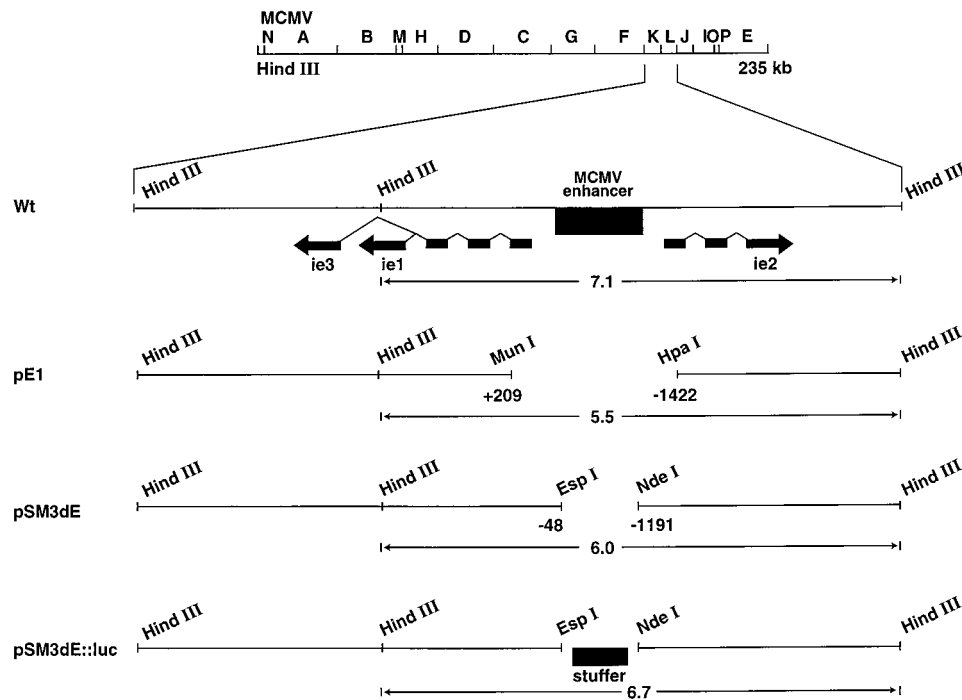 MCMV
N A B M H D C G F K L J I O P E
Hind III 235 kb
Hind III Hind III MCMV enhancer Hind III
Wt
ie3 ie1 ie2
7.1
Hind III Hind III Mun I Hpa I Hind III
pE1
+209 -1422
5.5
Hind III Hind III Esp I Nde I Hind III
pSM3dE
-48 -1191
6.0
Hind III Hind III Esp I Nde I Hind III
pSM3dE::luc
stuffer
6.7